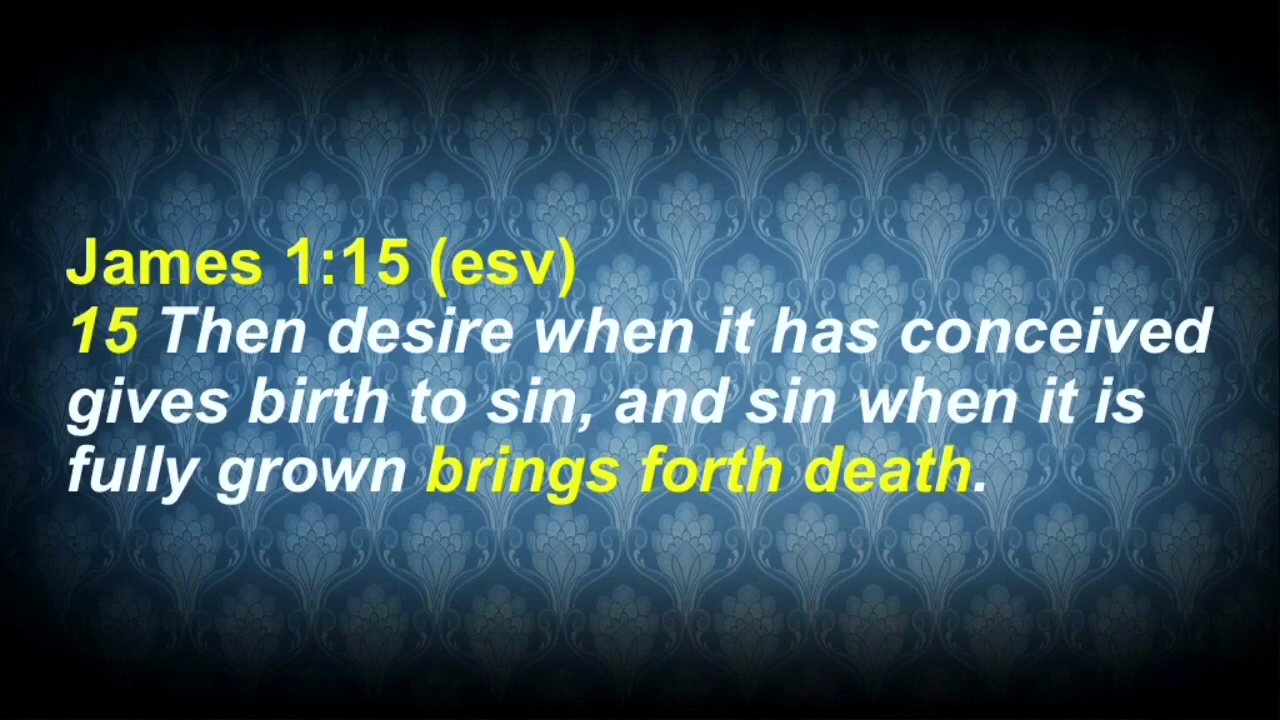 James 1:15 (esv)
15 Then desire when it has conceived
gives birth to sin, and sin when it is
fully grown brings forth death.